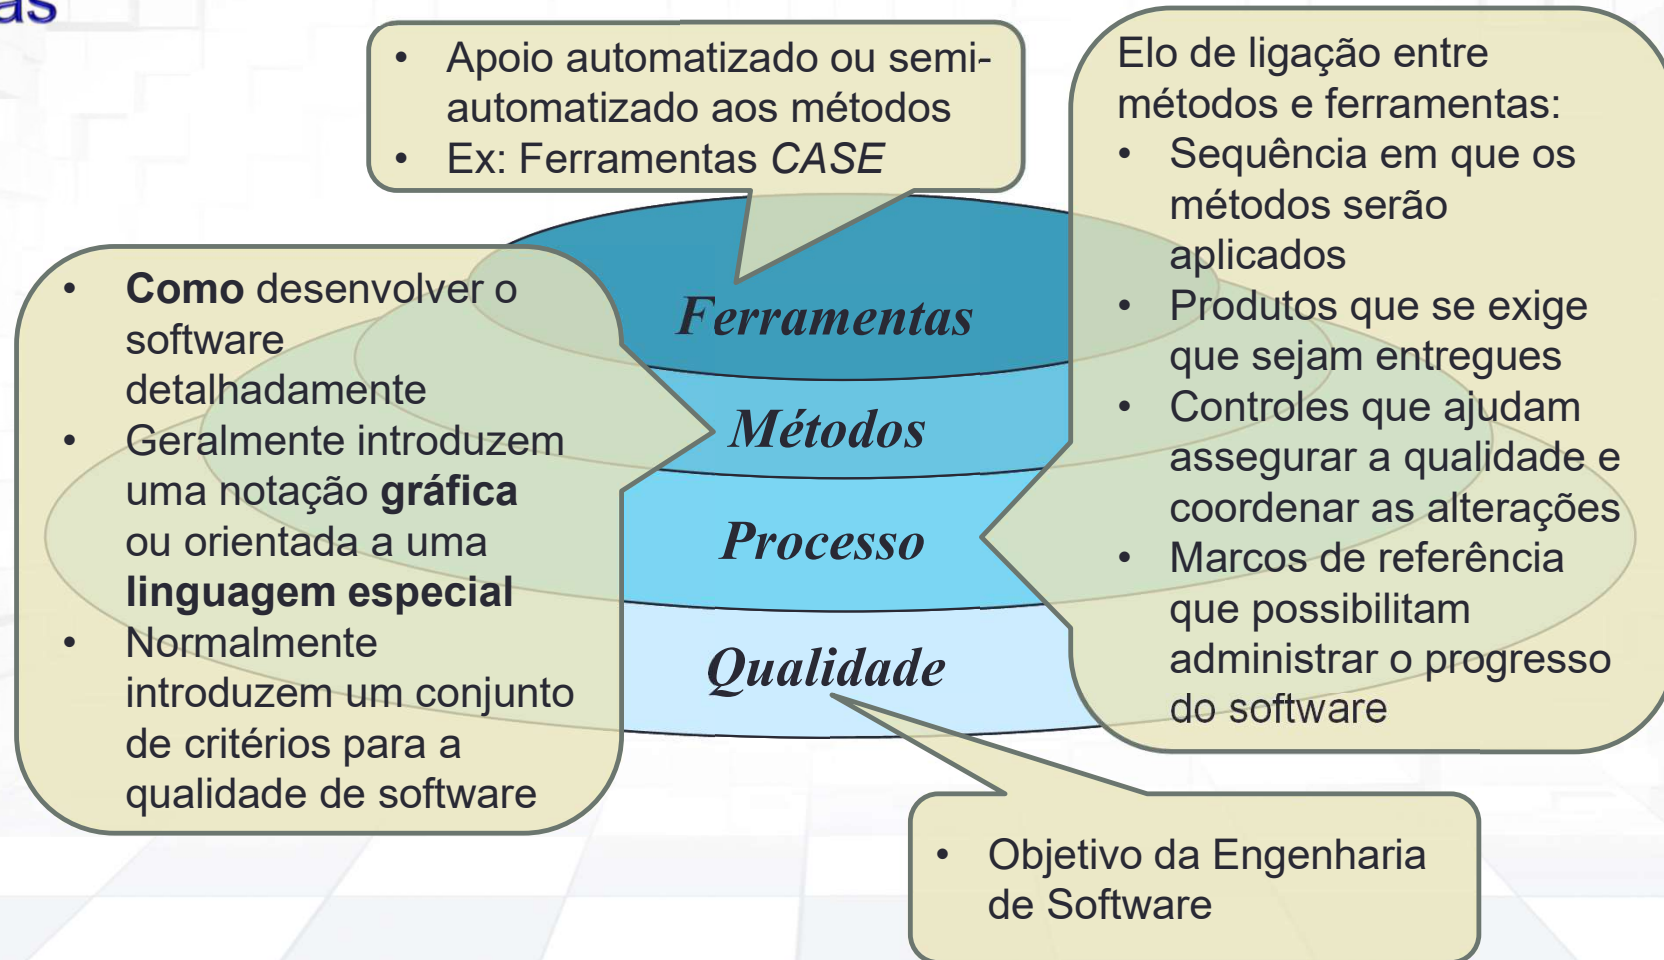 as
• Apoio automatizado ou semi-
automatizado aos métodos
• Ex: Ferramentas CASE
Elo de ligação entre
métodos e ferramentas:
• Sequência em que os
métodos serão
aplicados
• Produtos que se exige
que sejam entregues
• Controles que ajudam
assegurar a qualidade e
coordenar as alterações
• Marcos de referência
que possibilitam
administrar o progresso
do software
• Como desenvolver o
software
detalhadamente
• Geralmente introduzem
uma notação gráfica
ou orientada a uma
linguagem especial
• Normalmente
introduzem um conjunto
de critérios para a
qualidade de software
Ferramentas
Métodos
Processo
Qualidade
• Objetivo da Engenharia
de Software